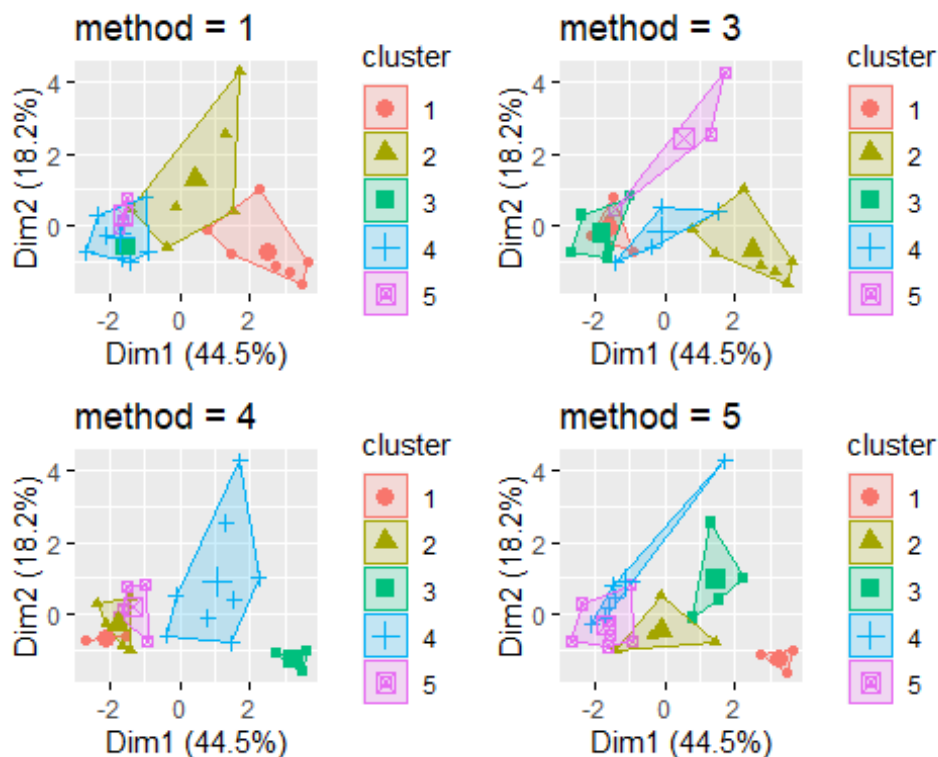 method = 1
cluster
1
2
3
4
5
Dim2 (18.2%)
4
2
0
-2
0
2
Dim1 (44.5%)
method = 3
cluster
1
2
3
4
5
Dim2 (18.2%)
4
2
0
-2
0
2
Dim1 (44.5%)
method = 4
cluster
1
2
3
4
5
Dim2 (18.2%)
4
2
0
-2
0
2
Dim1 (44.5%)
method = 5
cluster
1
2
3
4
5
Dim2 (18.2%)
4
2
0
-2
0
2
Dim1 (44.5%)